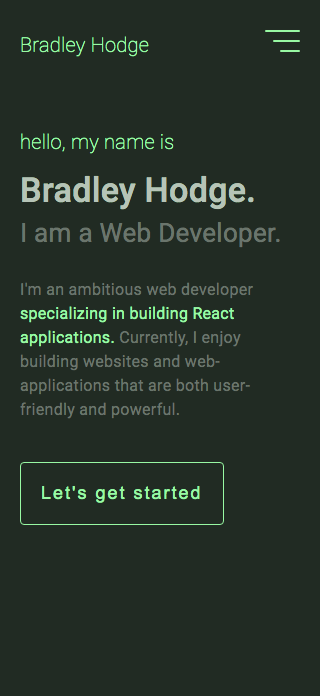 Bradley Hodge
hello, my name is
Bradley Hodge.
I am a Web Developer.
I'm an ambitious web developer
specializing in building React
applications. Currently, I enjoy
building websites and web-
applications that are both user-
friendly and powerful.
Let's get started